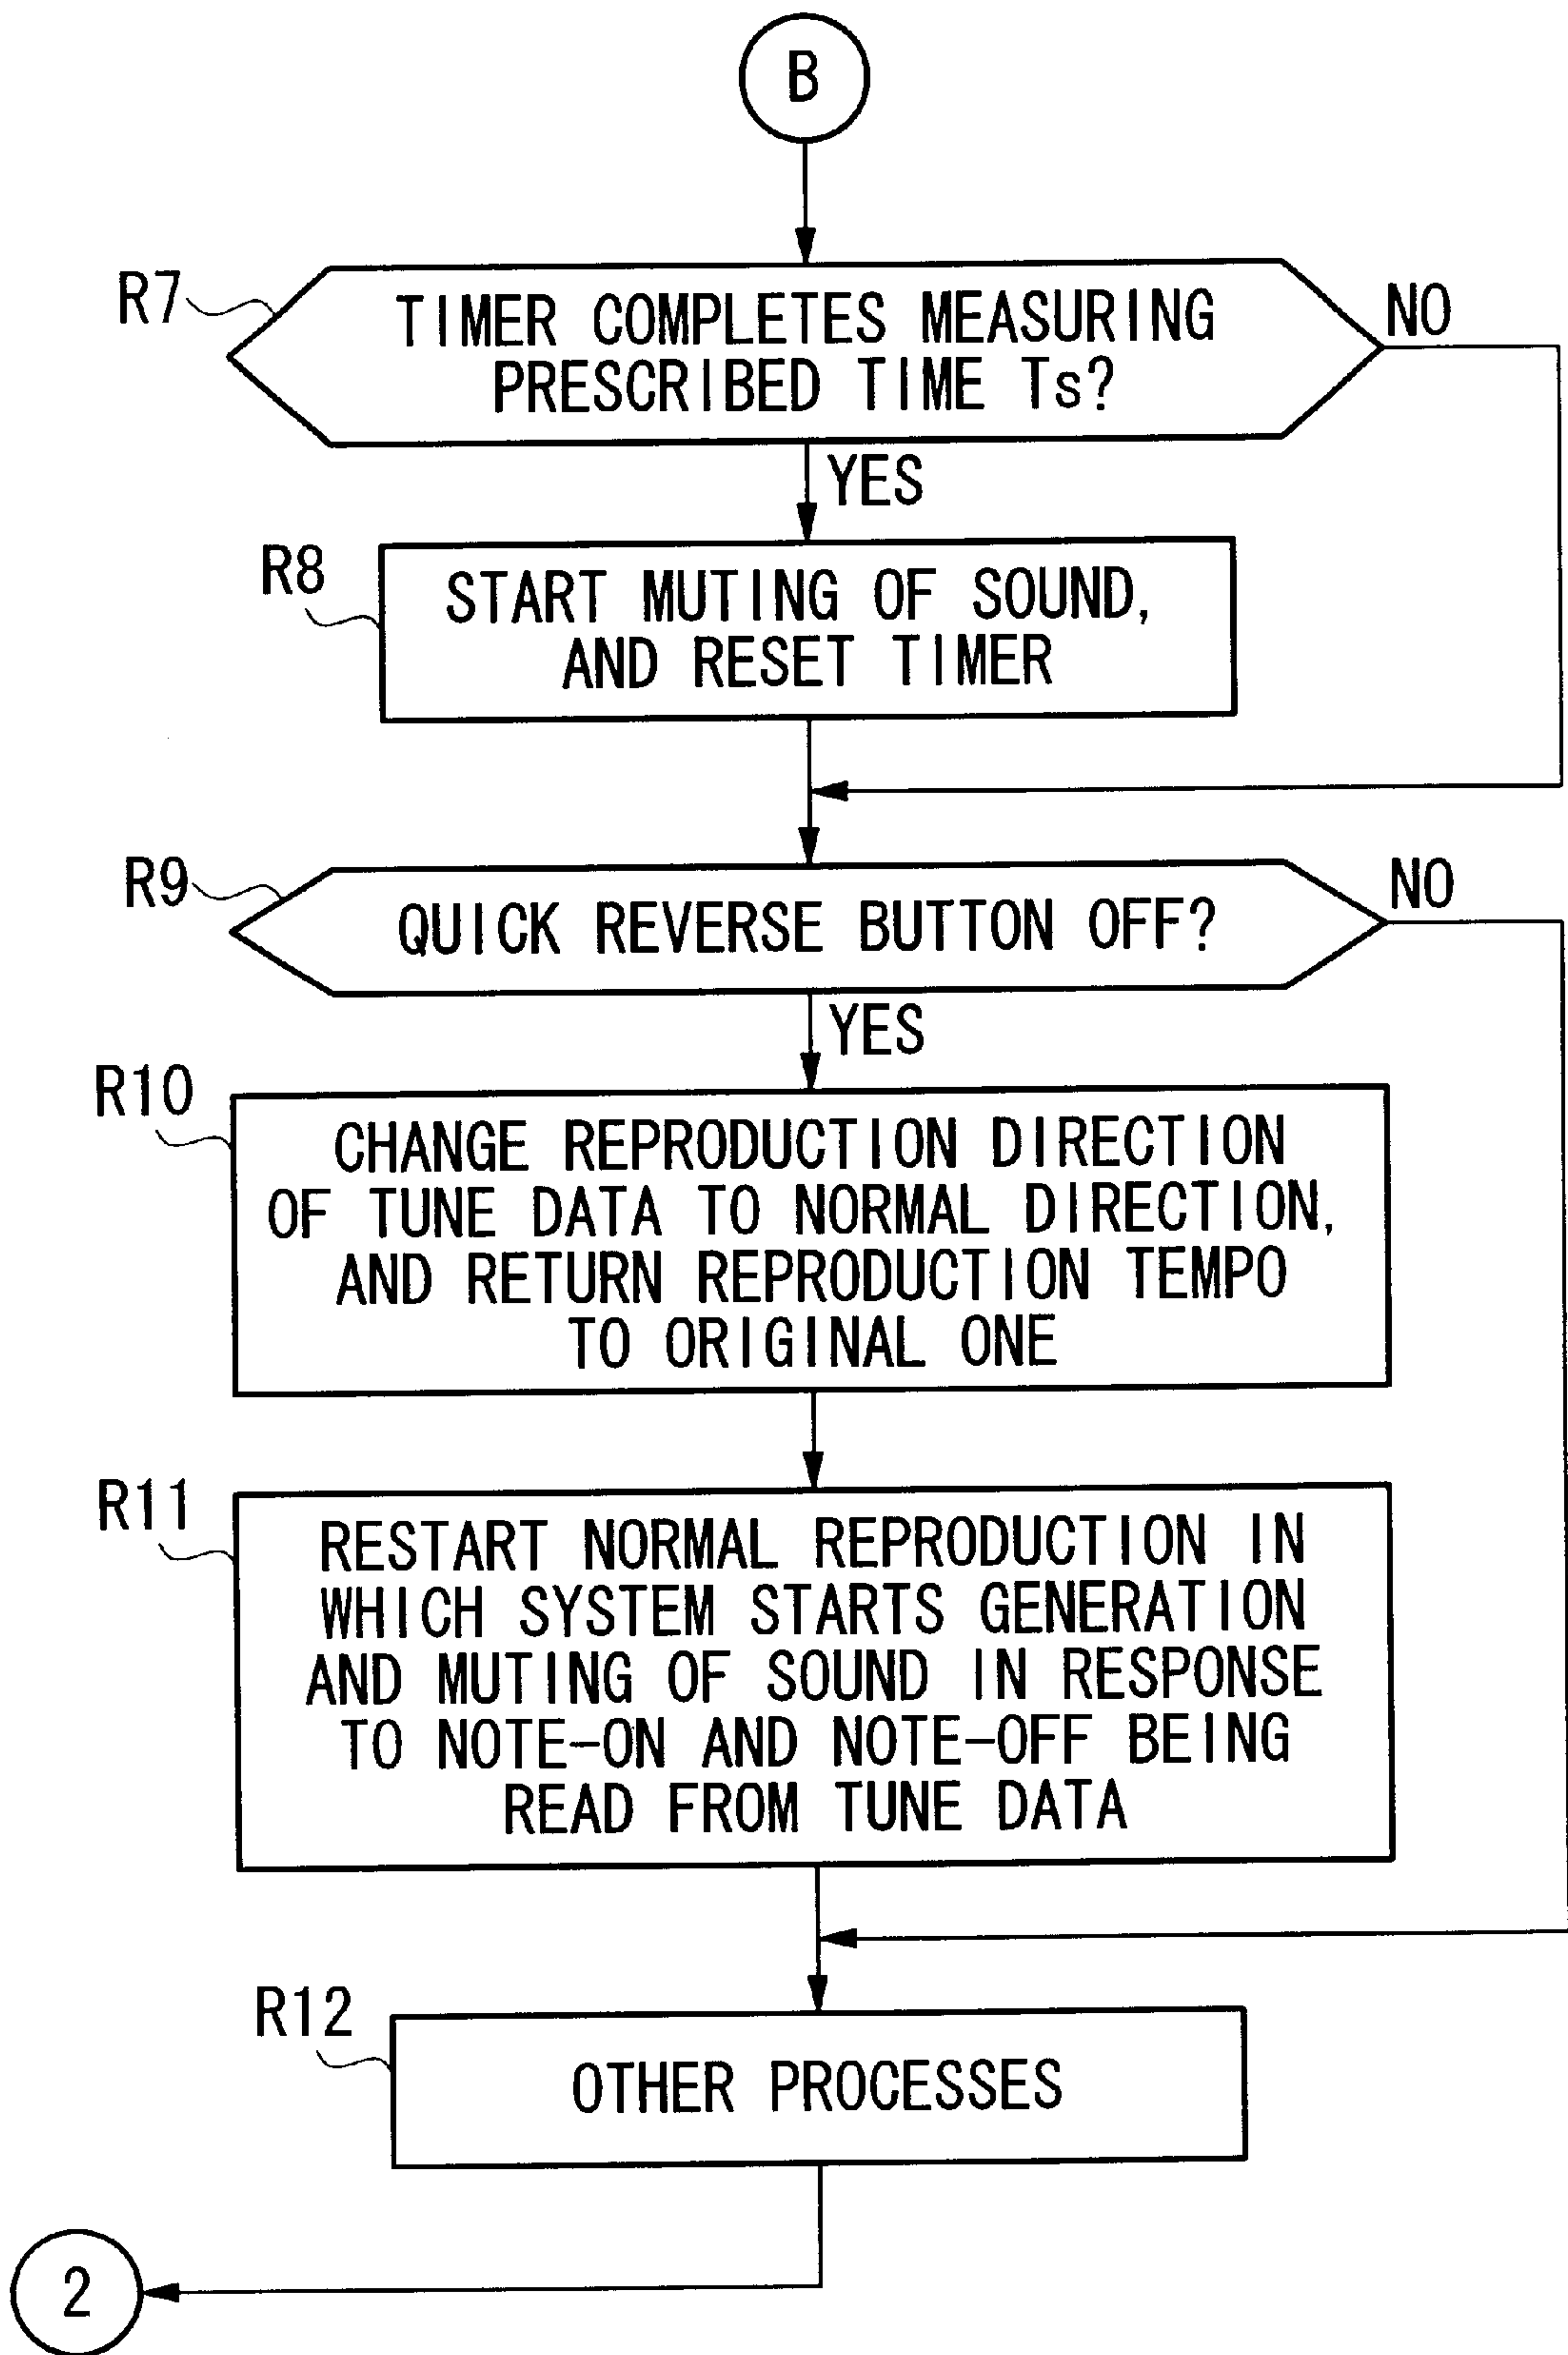 B
R7
TIMER COMPLETES MEASURING
PRESCRIBED TIME Ts?
NO
YES
R8
START MUTING OF SOUND,
AND RESET TIMER
R9
QUICK REVERSE BUTTON OFF?
NO
YES
R10
CHANGE REPRODUCTION DIRECTION
OF TUNE DATA TO NORMAL DIRECTION,
AND RETURN REPRODUCTION TEMPO
TO ORIGINAL ONE
R11
RESTART NORMAL REPRODUCTION IN
WHICH SYSTEM STARTS GENERATION
AND MUTING OF SOUND IN RESPONSE
TO NOTE-ON AND NOTE-OFF BEING
READ FROM TUNE DATA
R12
OTHER PROCESSES
2